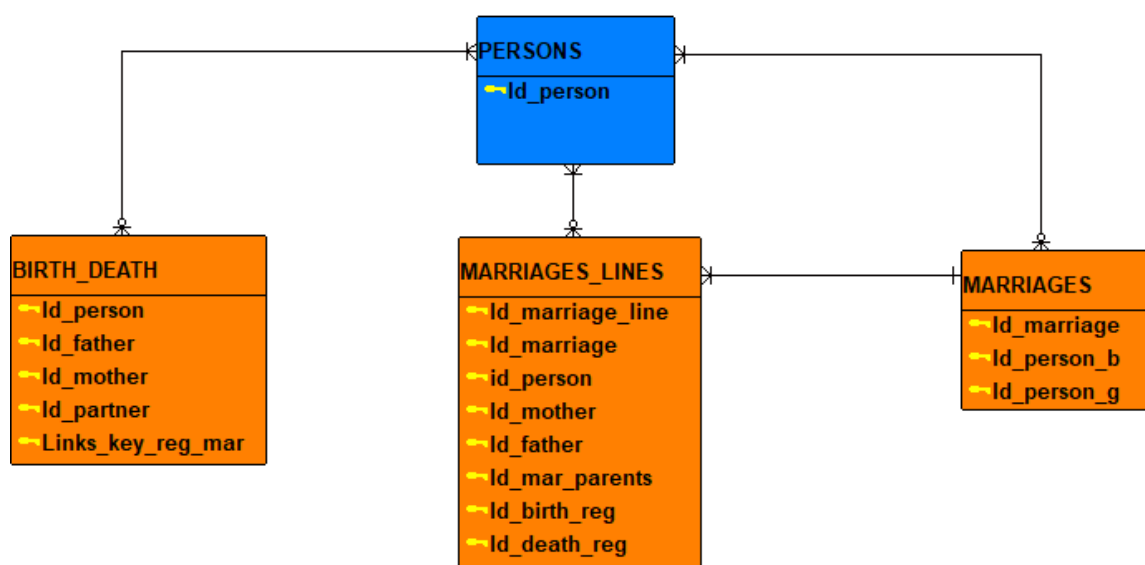 PERSONS
Id_person
BIRTH_DEATH
Id_person
Id_father
Id_mother
Id_partner
Links_key_reg_mar
MARRIAGES_LINES
Id_marriage_line
Id_marriage
id_person
Id_mother
Id_father
Id_mar_parents
Id_birth_reg
Id_death_reg
MARRIAGES
Id_marriage
Id_person_b
Id_person_g